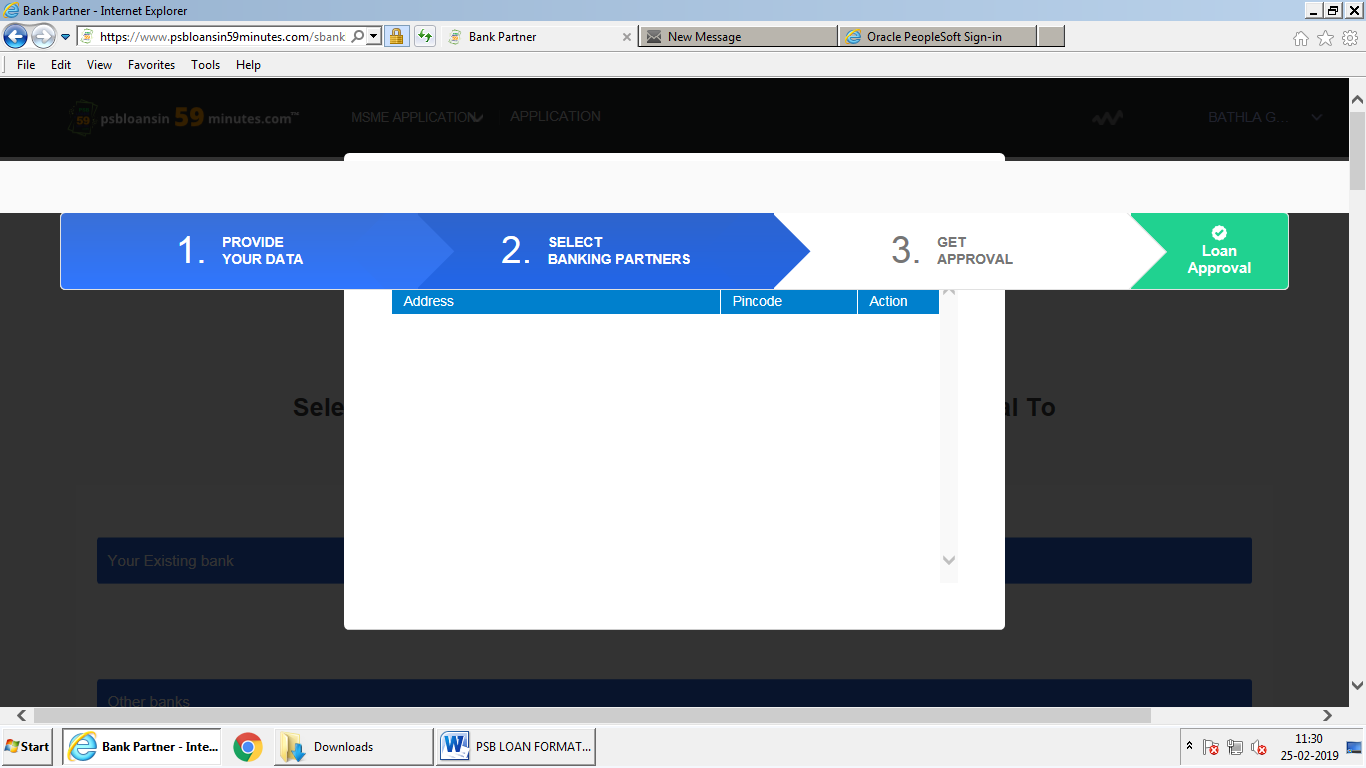 Bank Partner - Internet Explorer
https://www.psbloansin59minutes.com/sbank
Bank Partner
New Message
Oracle PeopleSoft Sign-in
File Edit View Favorites Tools Help
59 psbloansin 59 minutes.com™
MSME APPLICATION
APPLICATION
BATHLA G...
1. PROVIDE
YOUR DATA
2. SELECT
BANKING PARTNERS
3. GET
APPROVAL
Loan
Approval
Address Pincode Action
Sele
al To
Your Existing bank
Other banks
Start
Bank Partner - Inte...
Downloads
PSB LOAN FORMAT...
11:30
25-02-2019